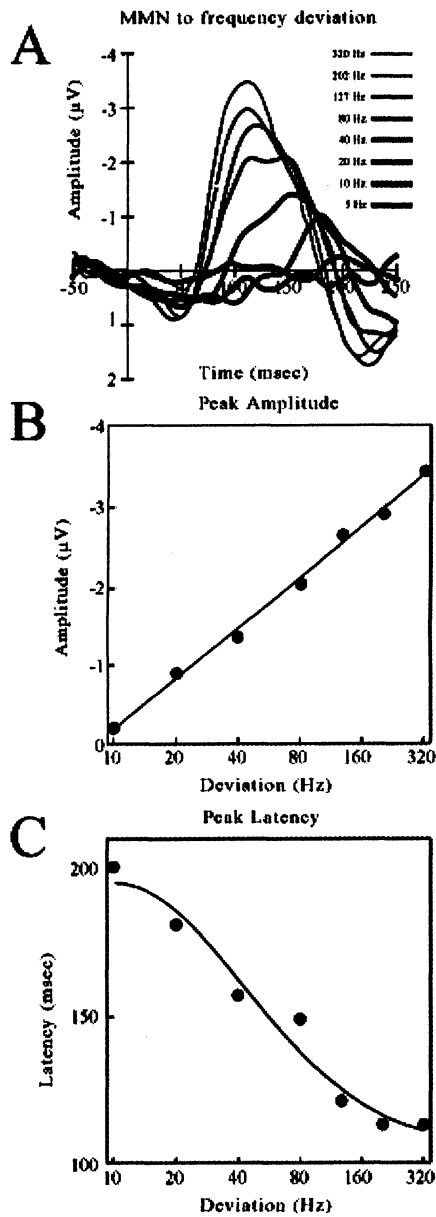 A
MMN to frequency deviation
Amplitude (µV)
-4
-3
-2
-1
1
2
-50
150
250
Time (msec)
320 Hz
202 Hz
127 Hz
80 Hz
40 Hz
20 Hz
10 Hz
5 Hz
B
Peak Amplitude
Amplitude (µV)
-4
-3
-2
-1
0
10 20 40 80 160 320
Deviation (Hz)
C
Peak Latency
Latency (msec)
200
150
100
10 20 40 80 160 320
Deviation (Hz)